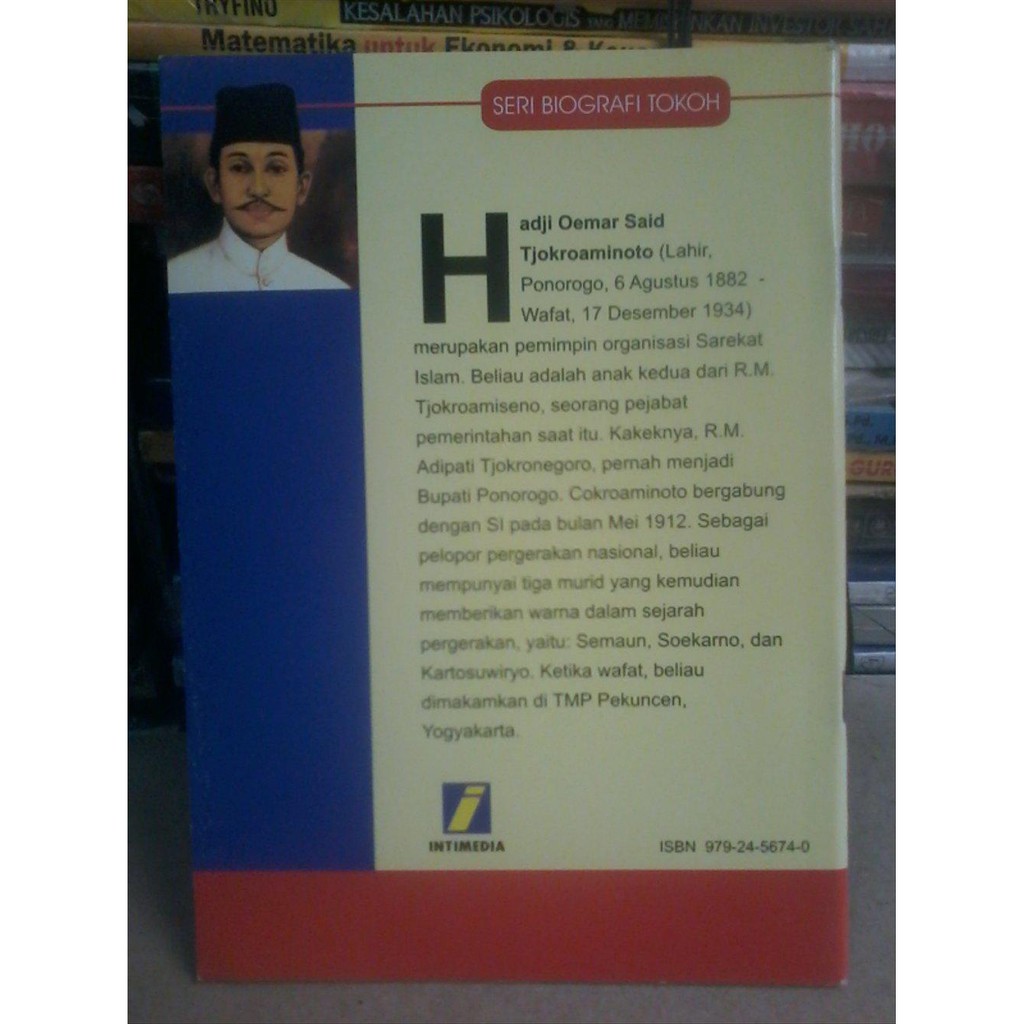 TRYFINO
KESALAHAN PSIKOLOGIS
Matematika untuk Ekonomi &
SERI BIOGRAFI TOKOH
Hadji Oemar Said
Tjokroaminoto (Lahir,
Ponorogo, 6 Agustus 1882 -
Wafat, 17 Desember 1934)
merupakan pemimpin organisasi Sarekat
Islam. Beliau adalah anak kedua dari R.M.
Tjokroamiseno, seorang pejabat
pemerintahan saat itu. Kakeknya, R.M.
Adipati Tjokronegoro, pernah menjadi
Bupati Ponorogo. Cokroaminoto bergabung
dengan SI pada bulan Mei 1912. Sebagai
pelopor pergerakan nasional, beliau
mempunyai tiga murid yang kemudian
memberikan warna dalam sejarah
pergerakan, yaitu: Semaun, Soekarno, dan
Kartosuwiryo. Ketika wafat, beliau
dimakamkan di TMP Pekuncen,
Yogyakarta.
INTIMEDIA
ISBN 979-24-5674-0
GUR